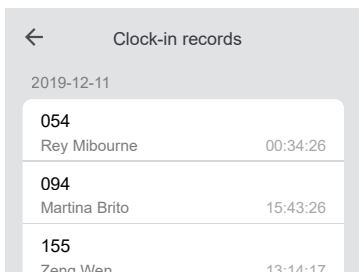 Clock-in records
2019-12-11
054
Rey Mibourne 00:34:26
094
Martina Brito 15:43:26
155
Zeng Wen 13:14:17